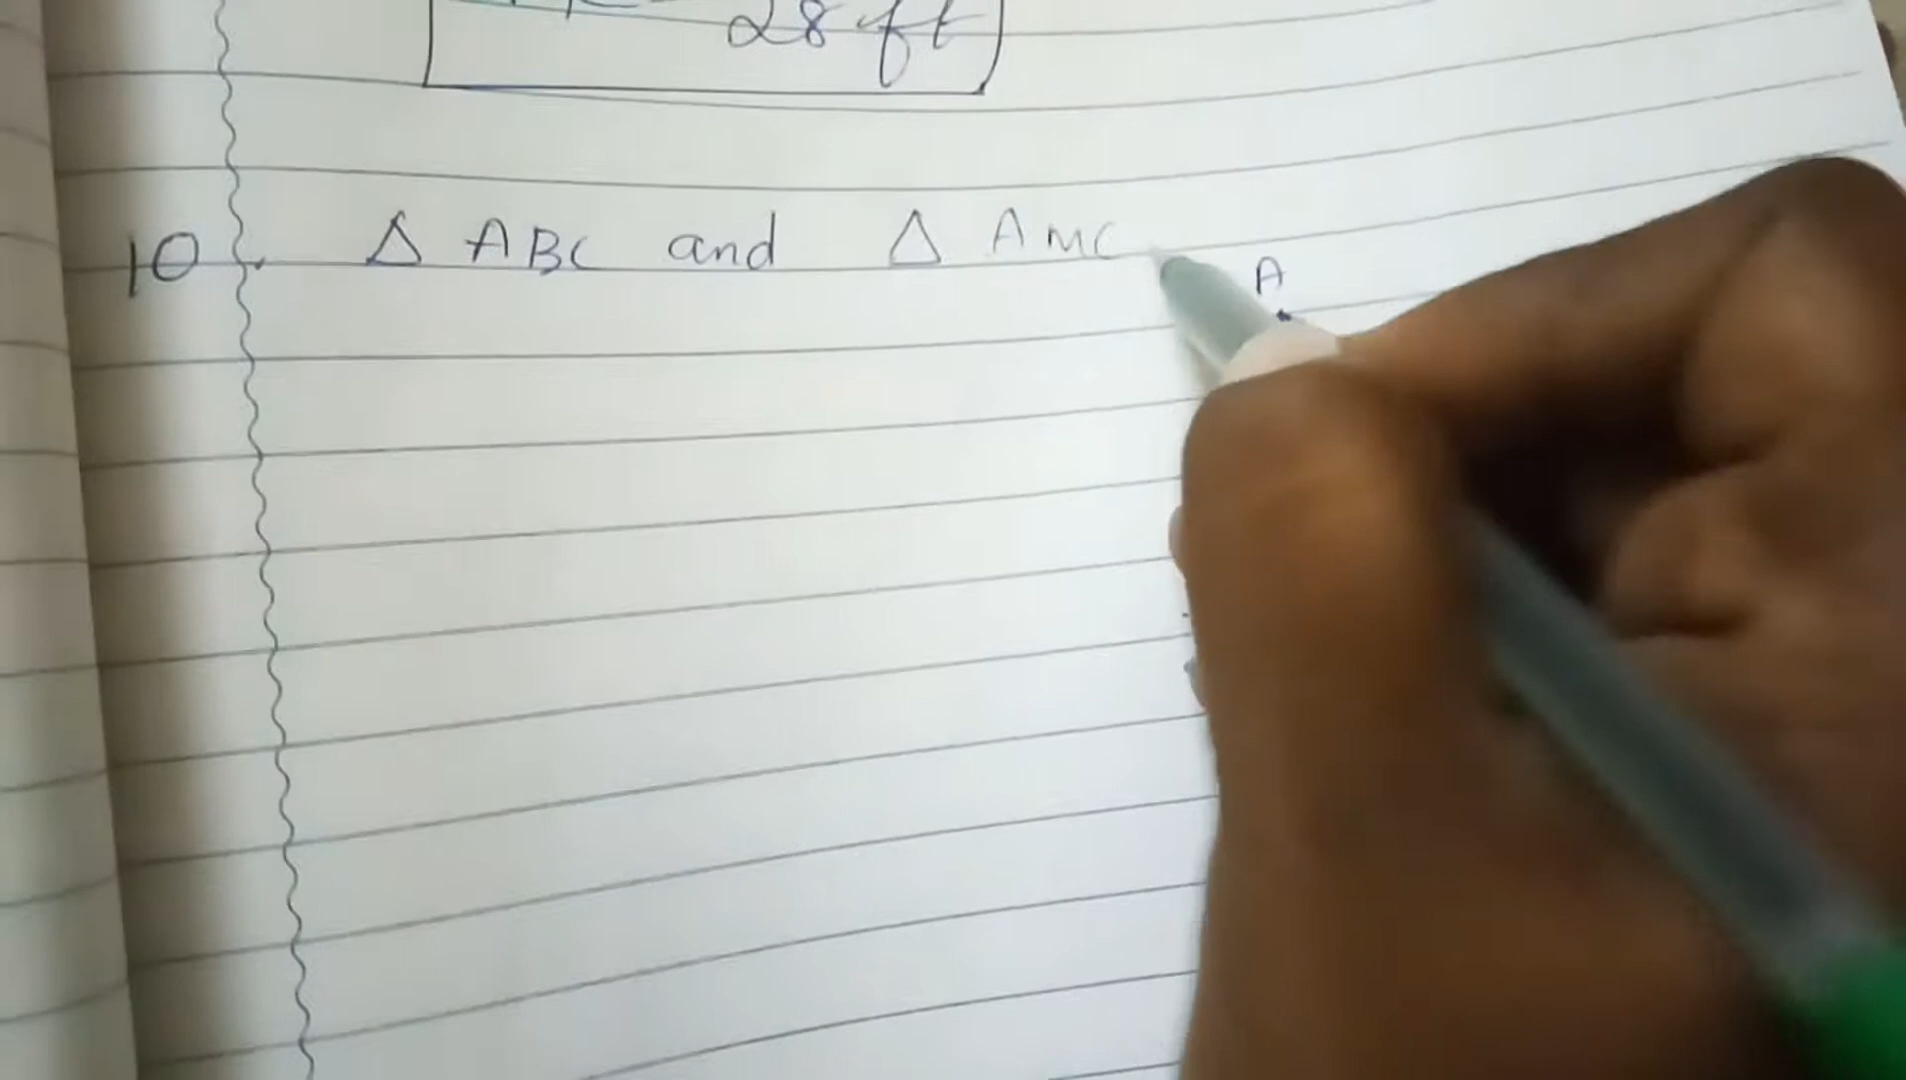 28 ft
10. △ ABC and △ AMC
A